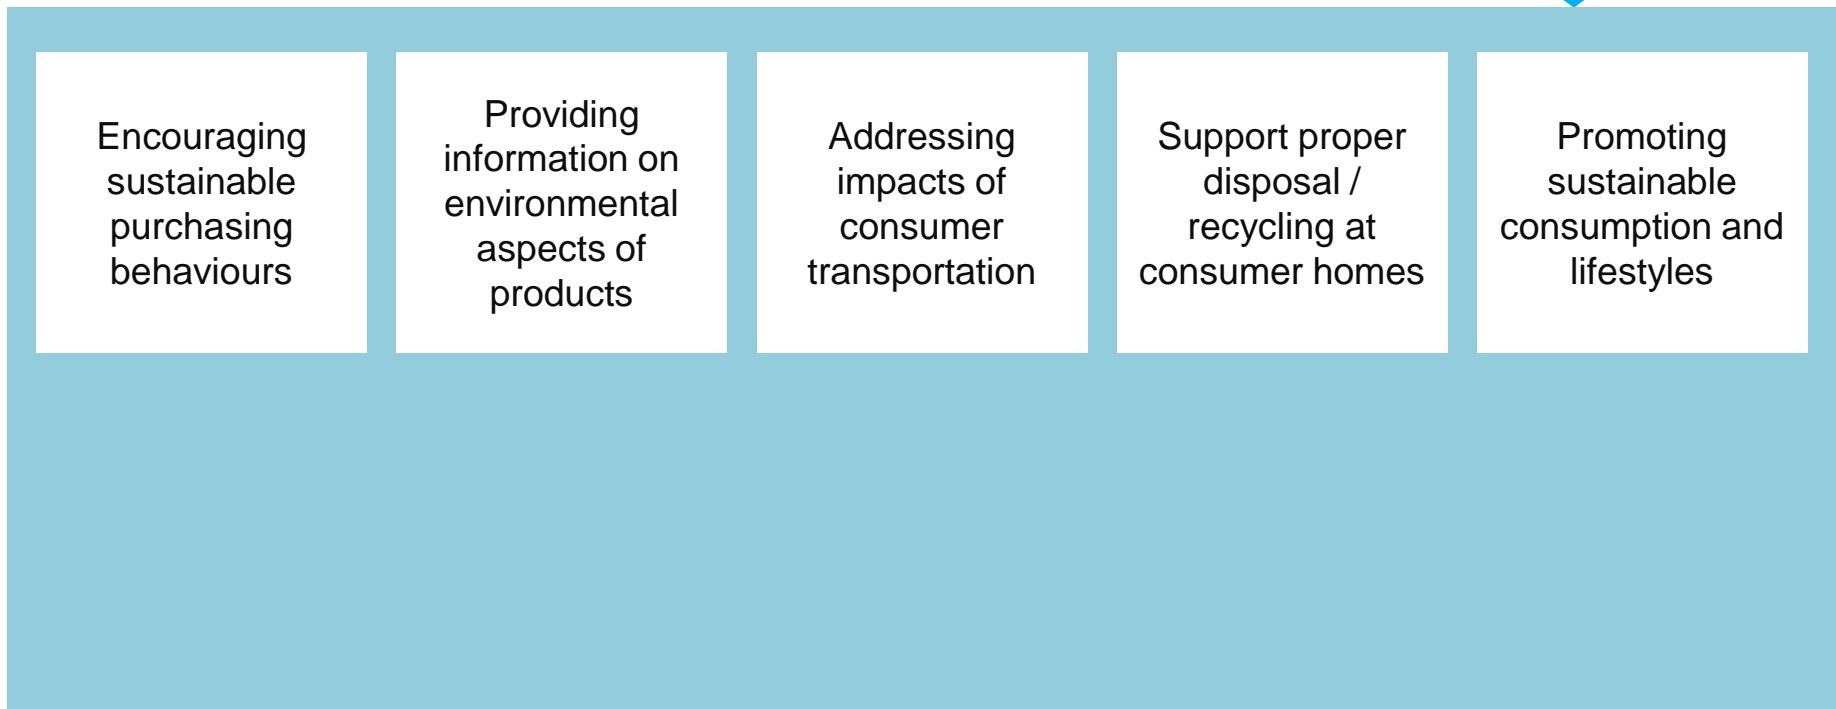 Encouraging
sustainable
purchasing
behaviours
Providing
information on
environmental
aspects of
products
Addressing
impacts of
consumer
transportation
Support proper
disposal /
recycling at
consumer homes
Promoting
sustainable
consumption and
lifestyles